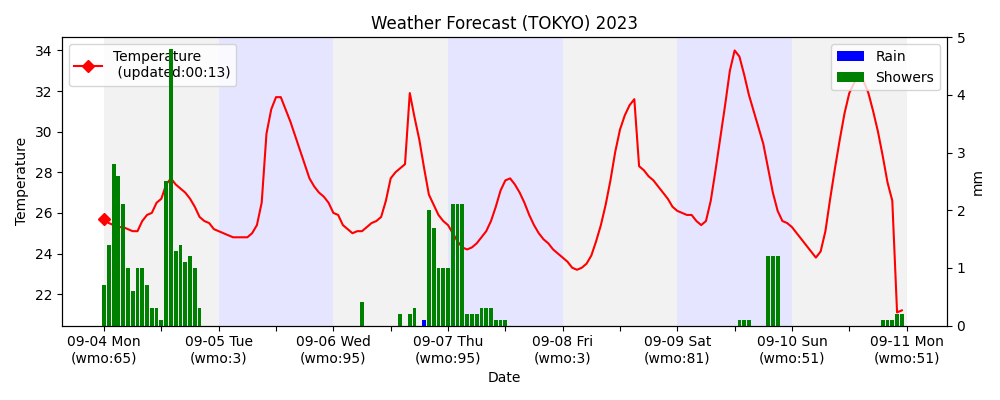 Weather Forecast (TOKYO) 2023
Temperature
(updated:00:13)
Rain
Showers
Temperature
34
32
30
28
26
24
22
5
4
3
2
1
0
mm
09-04 Mon
(wmo:65)
09-05 Tue
(wmo:3)
09-06 Wed
(wmo:95)
09-07 Thu
(wmo:95)
09-08 Fri
(wmo:3)
09-09 Sat
(wmo:81)
09-10 Sun
(wmo:51)
09-11 Mon
(wmo:51)
Date